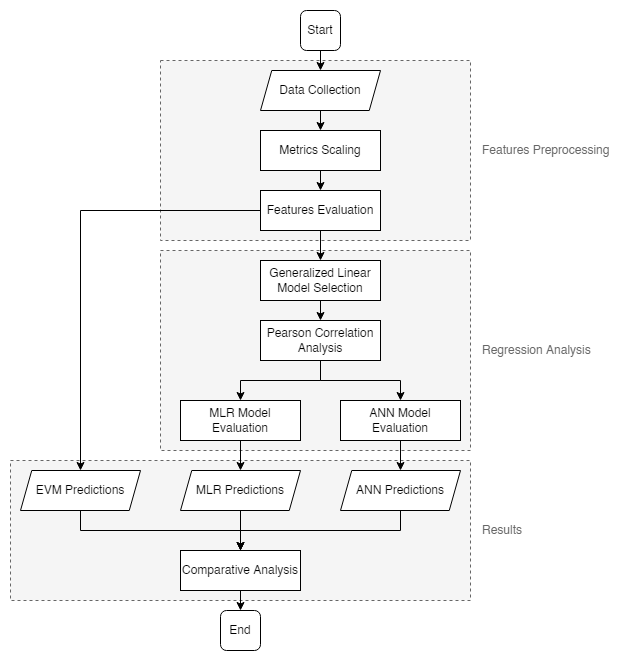 Start
Data Collection
Metrics Scaling
Features Preprocessing
Features Evaluation
Generalized Linear
Model Selection
Pearson Correlation
Analysis
Regression Analysis
MLR Model
Evaluation
ANN Model
Evaluation
EVM Predictions
MLR Predictions
ANN Predictions
Results
Comparative Analysis
End